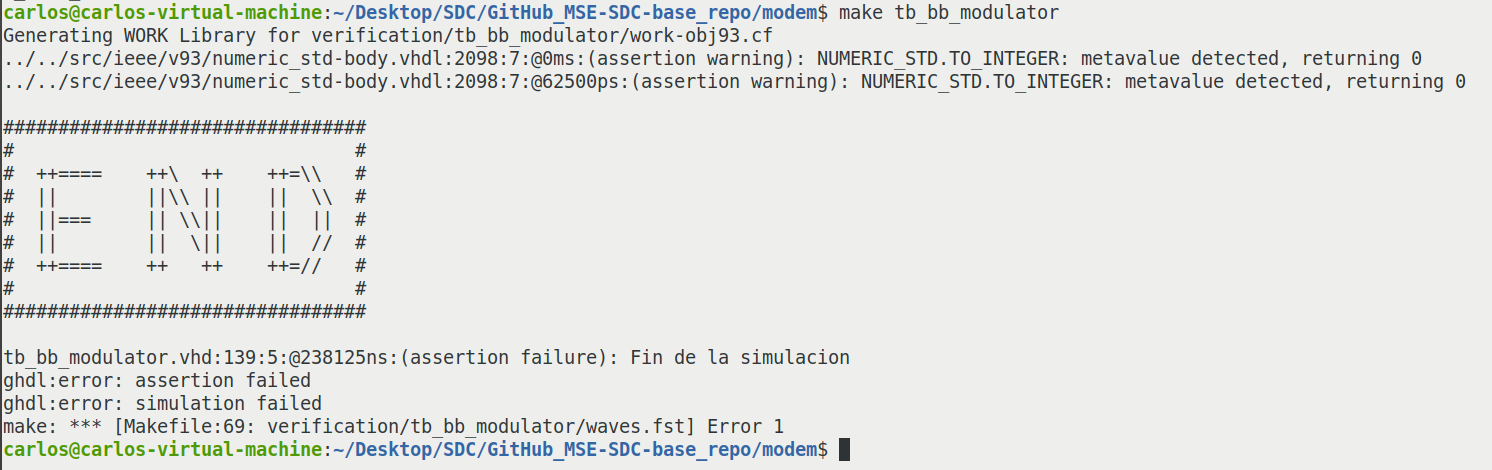 carlos@carlos-virtual-machine:~/Desktop/SDC/GitHub_MSE-SDC-base_repo/modem$ make tb_bb_modulator
Generating WORK Library for verification/tb_bb_modulator/work-obj93.cf
../../src/ieee/v93/numeric_std-body.vhdl:2098:7:@0ms:(assertion warning): NUMERIC_STD.TO_INTEGER: metavalue detected, returning 0
../../src/ieee/v93/numeric_std-body.vhdl:2098:7:@62500ps:(assertion warning): NUMERIC_STD.TO_INTEGER: metavalue detected, returning 0

#################################
#                               #
#  ++====    ++\  ++    ++=\\   #
#  ||        ||\\ ||    ||  \\  #
#  ||===     || \\||    ||  ||  #
#  ||        ||  \||    ||  //  #
#  ++====    ++   ++    ++=//   #
#                               #
#################################

tb_bb_modulator.vhd:139:5:@238125ns:(assertion failure): Fin de la simulacion
ghdl:error: assertion failed
ghdl:error: simulation failed
make: *** [Makefile:69: verification/tb_bb_modulator/waves.fst] Error 1
carlos@carlos-virtual-machine:~/Desktop/SDC/GitHub_MSE-SDC-base_repo/modem$